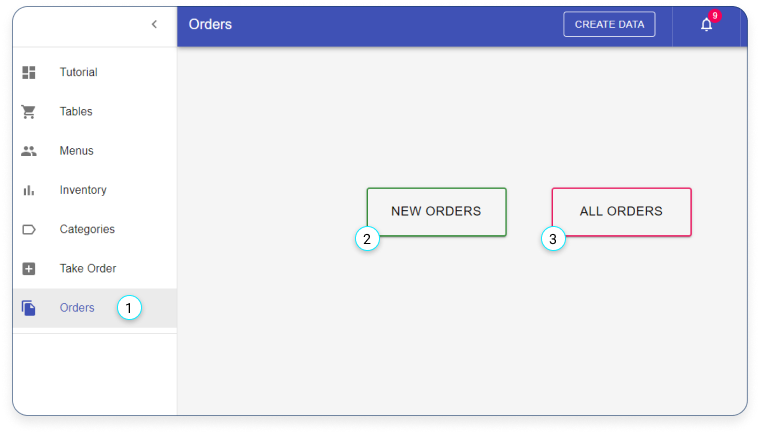 Orders
CREATE DATA
9
Tutorial
Tables
Menus
Inventory
Categories
Take Order
Orders
1
NEW ORDERS
2
ALL ORDERS
3